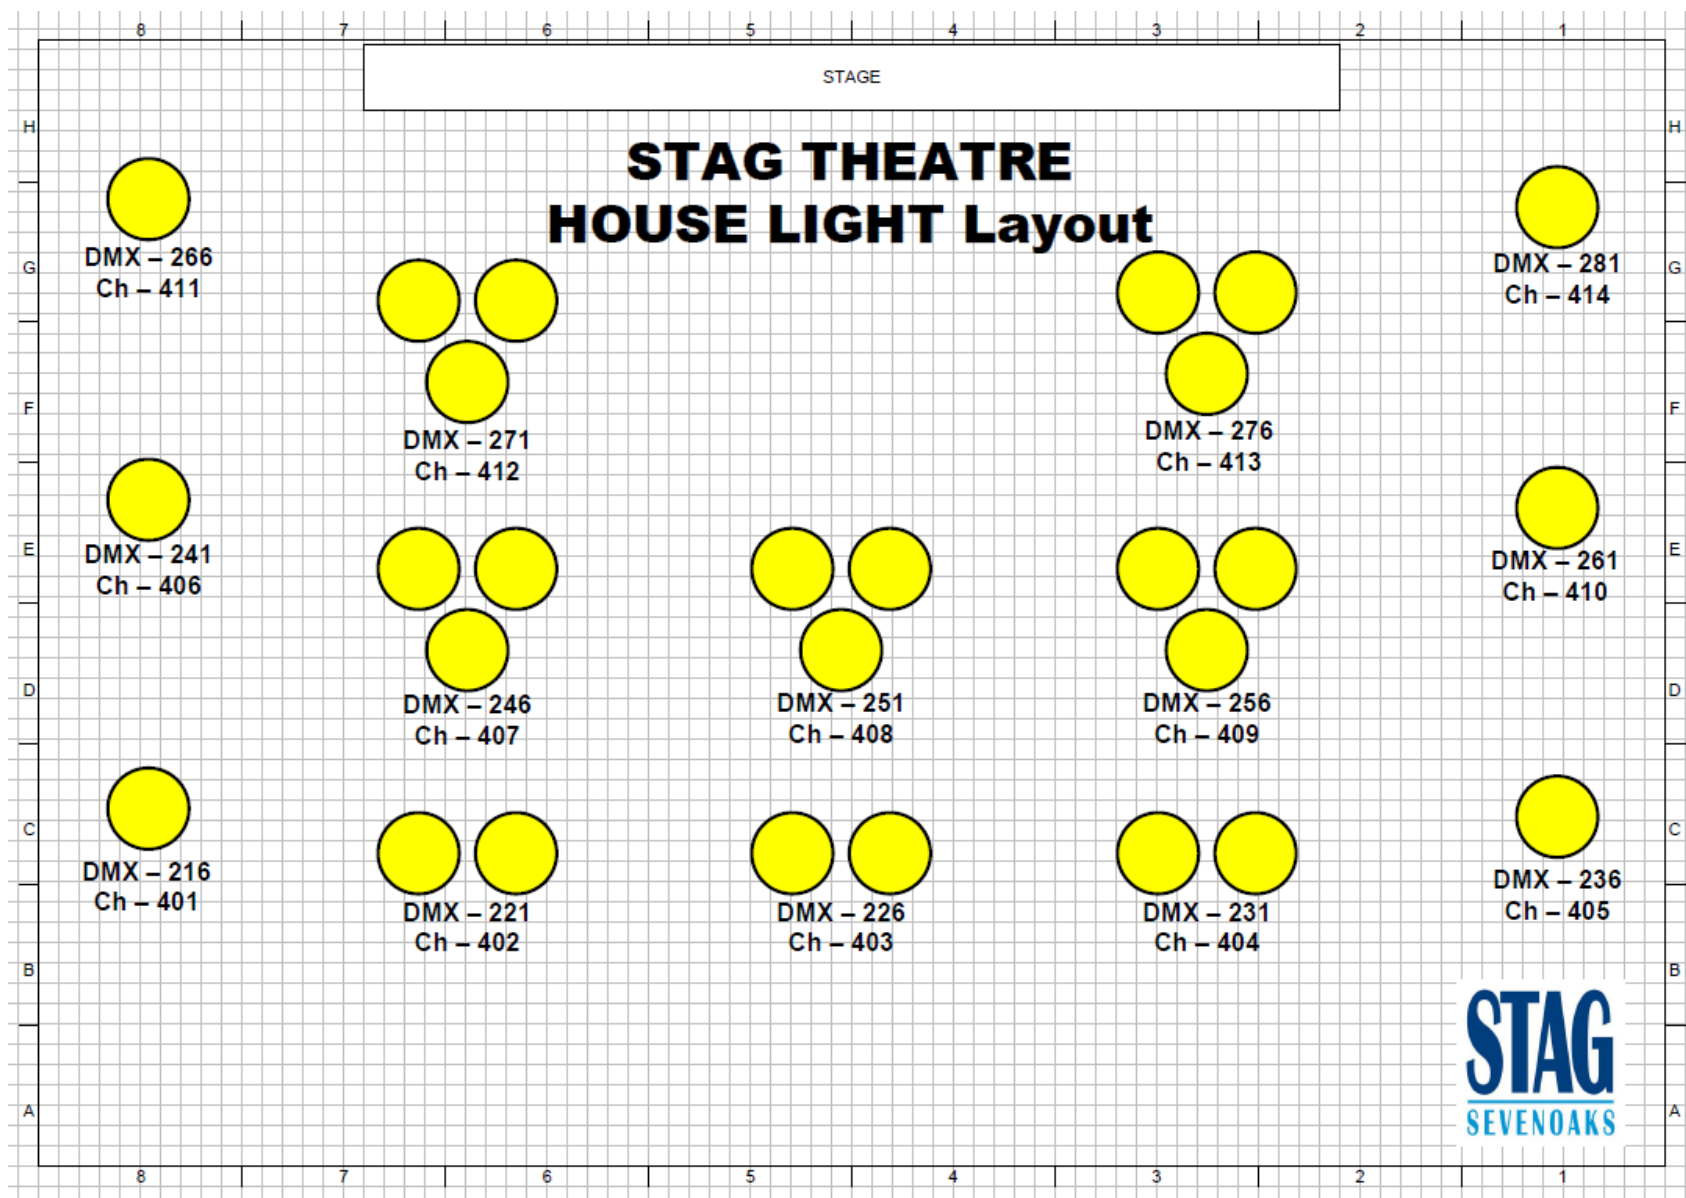 8 7 6 5 4 3 2 1
STAGE
H H
STAG THEATRE
HOUSE LIGHT Layout
DMX – 266
Ch – 411
DMX – 281
Ch – 414
G G
F F
DMX – 271
Ch – 412
DMX – 276
Ch – 413
E E
DMX – 241
Ch – 406
DMX – 261
Ch – 410
D D
DMX – 246
Ch – 407
DMX – 251
Ch – 408
DMX – 256
Ch – 409
C C
DMX – 216
Ch – 401
DMX – 236
Ch – 405
DMX – 221
Ch – 402
DMX – 226
Ch – 403
DMX – 231
Ch – 404
B B
STAG
SEVENOAKS
A A
8 7 6 5 4 3 2 1